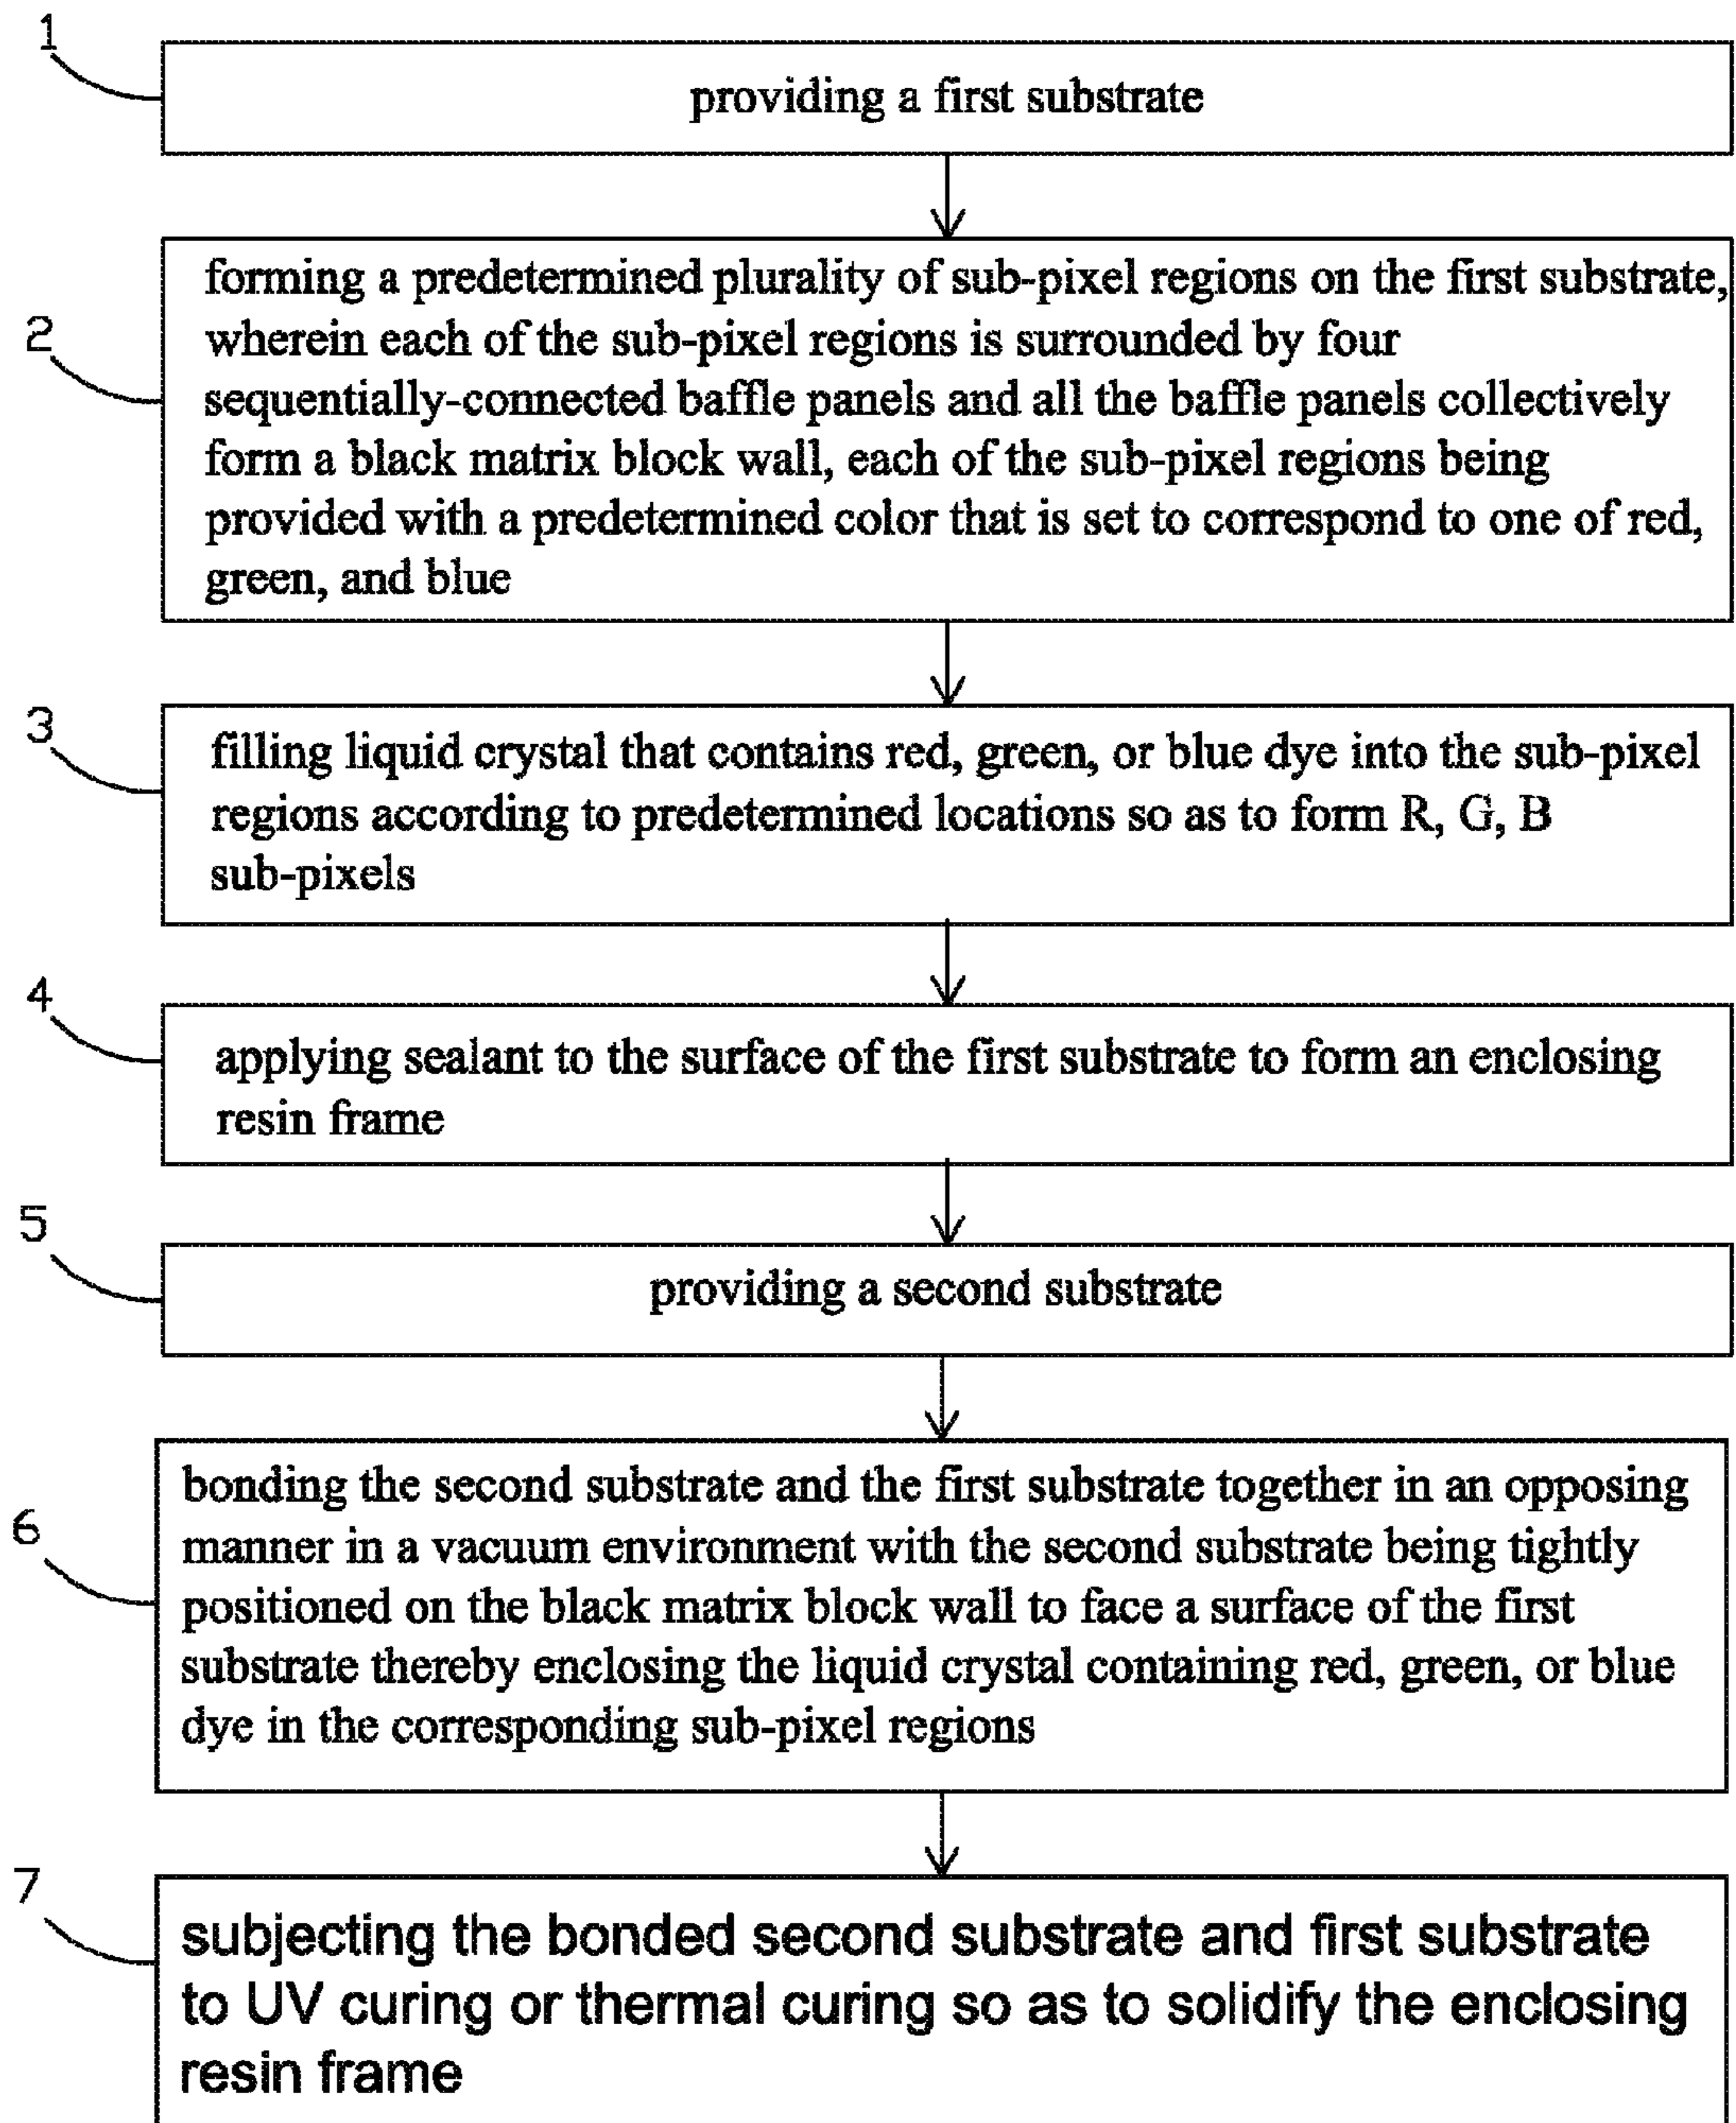 1
providing a first substrate
2
forming a predetermined plurality of sub-pixel regions on the first substrate,
wherein each of the sub-pixel regions is surrounded by four
sequentially-connected baffle panels and all the baffle panels collectively
form a black matrix block wall, each of the sub-pixel regions being
provided with a predetermined color that is set to correspond to one of red,
green, and blue
3
filling liquid crystal that contains red, green, or blue dye into the sub-pixel
regions according to predetermined locations so as to form R, G, B
sub-pixels
4
applying sealant to the surface of the first substrate to form an enclosing
resin frame
5
providing a second substrate
6
bonding the second substrate and the first substrate together in an opposing
manner in a vacuum environment with the second substrate being tightly
positioned on the black matrix block wall to face a surface of the first
substrate thereby enclosing the liquid crystal containing red, green, or blue
dye in the corresponding sub-pixel regions
7
subjecting the bonded second substrate and first substrate
to UV curing or thermal curing so as to solidify the enclosing
resin frame